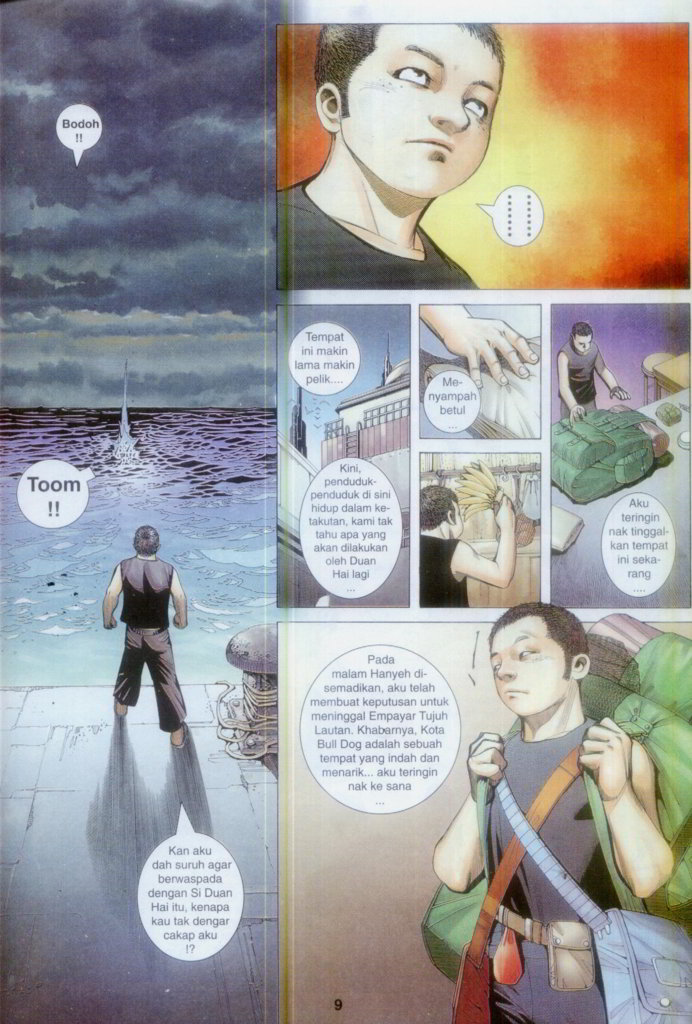 Bodoh
!!
Toom
!!
Kan aku
dah suruh agar
berwaspada
dengan Si Duan
Hai itu, kenapa
kau tak dengar
cakap aku
!?
Tempat
ini makin
lama makin
pelik....
Kini,
penduduk-
penduduk di sini
hidup dalam ke-
takutan, kami tak
tahu apa yang
akan dilakukan
oleh Duan
Hai lagi
...
Me-
nyampah
betul
...
Aku
teringin
nak tinggal-
kan tempat
ini seka-
rang
....
Pada
malam Hanyeh di-
semadikan, aku telah
membuat keputusan untuk
meninggal Empayar Tujuh
Lautan. Khabarnya, Kota
Bull Dog adalah sebuah
tempat yang indah dan
menarik... aku teringin
nak ke sana
...
9